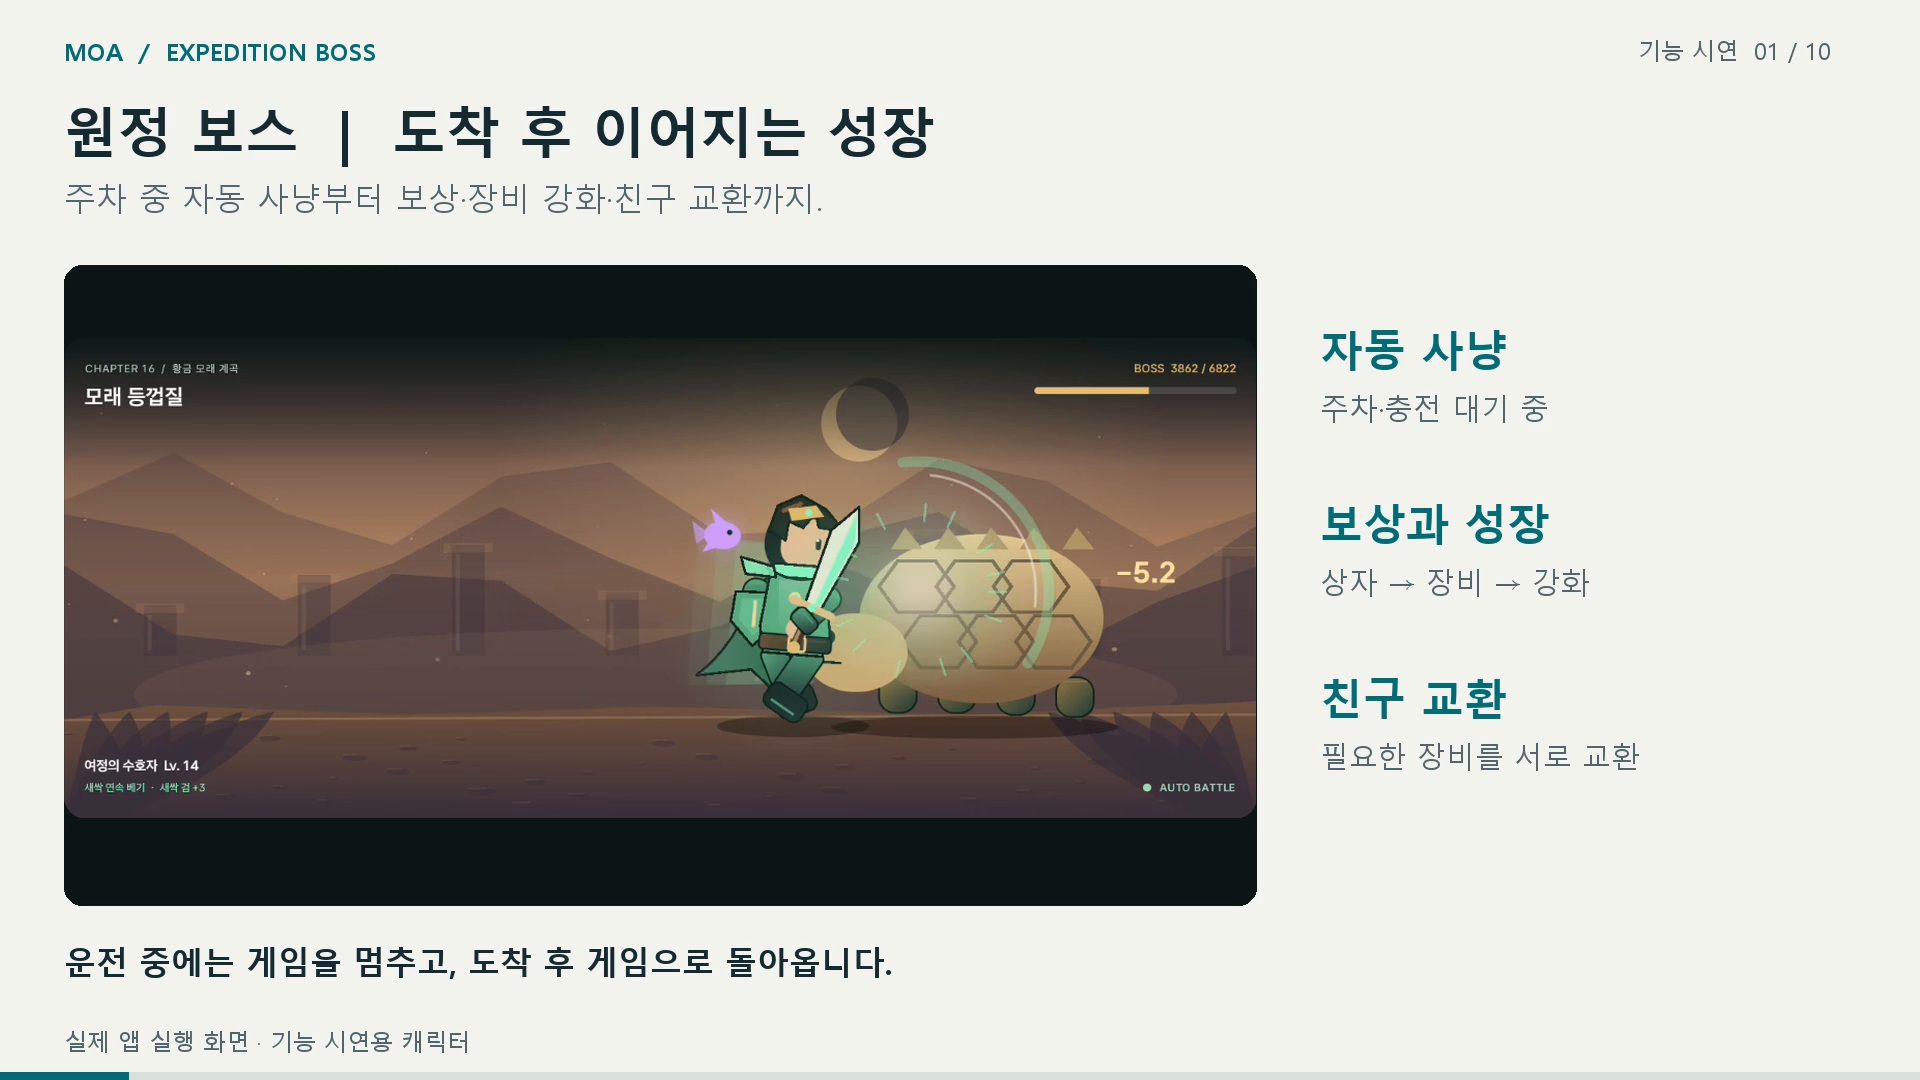 MOA / EXPEDITION BOSS
기능 시연 01 / 10
원정 보스 | 도착 후 이어지는 성장
주차 중 자동 사냥부터 보상·장비 강화·친구 교환까지.
CHAPTER 16 / 황금 모래 계곡
모래 등껍질
BOSS 3862 / 6822
−5.2
여정의 수호자 Lv. 14
새싹 연속 베기 · 새싹 검 +3
AUTO BATTLE
자동 사냥
주차·충전 대기 중
보상과 성장
상자 → 장비 → 강화
친구 교환
필요한 장비를 서로 교환
운전 중에는 게임을 멈추고, 도착 후 게임으로 돌아옵니다.
실제 앱 실행 화면 · 기능 시연용 캐릭터